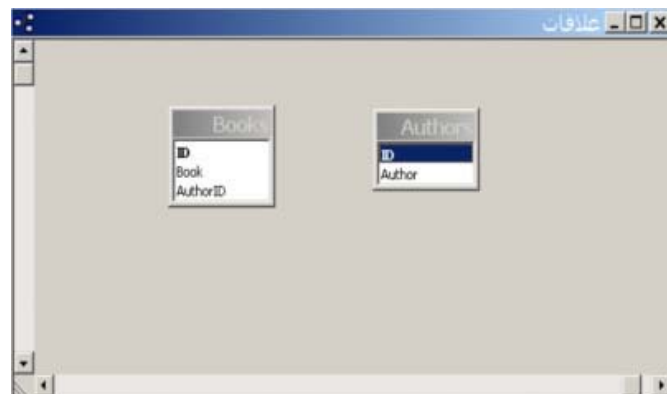 علاقات
Books
ID
Book
AuthorID
Authors
ID
Author